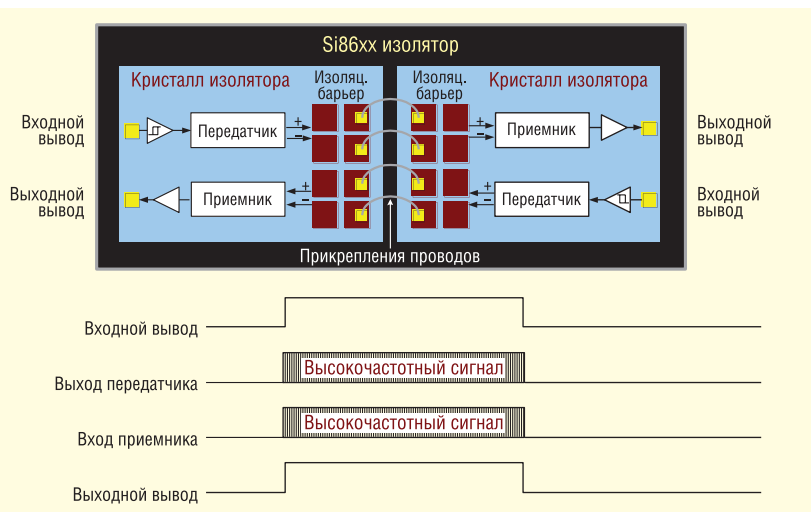 Si86xx изолятор
Кристалл изолятора
Изоляц.
барьер
Изоляц.
барьер
Кристалл изолятора
Входной
вывод
Передатчик
+
–
+
–
Приемник
Выходной
вывод
Выходной
вывод
Приемник
+
–
+
–
Передатчик
Входной
вывод
Прикрепления проводов
Входной вывод
Высокочастотный сигнал
Выход передатчика
Высокочастотный сигнал
Вход приемника
Выходной вывод